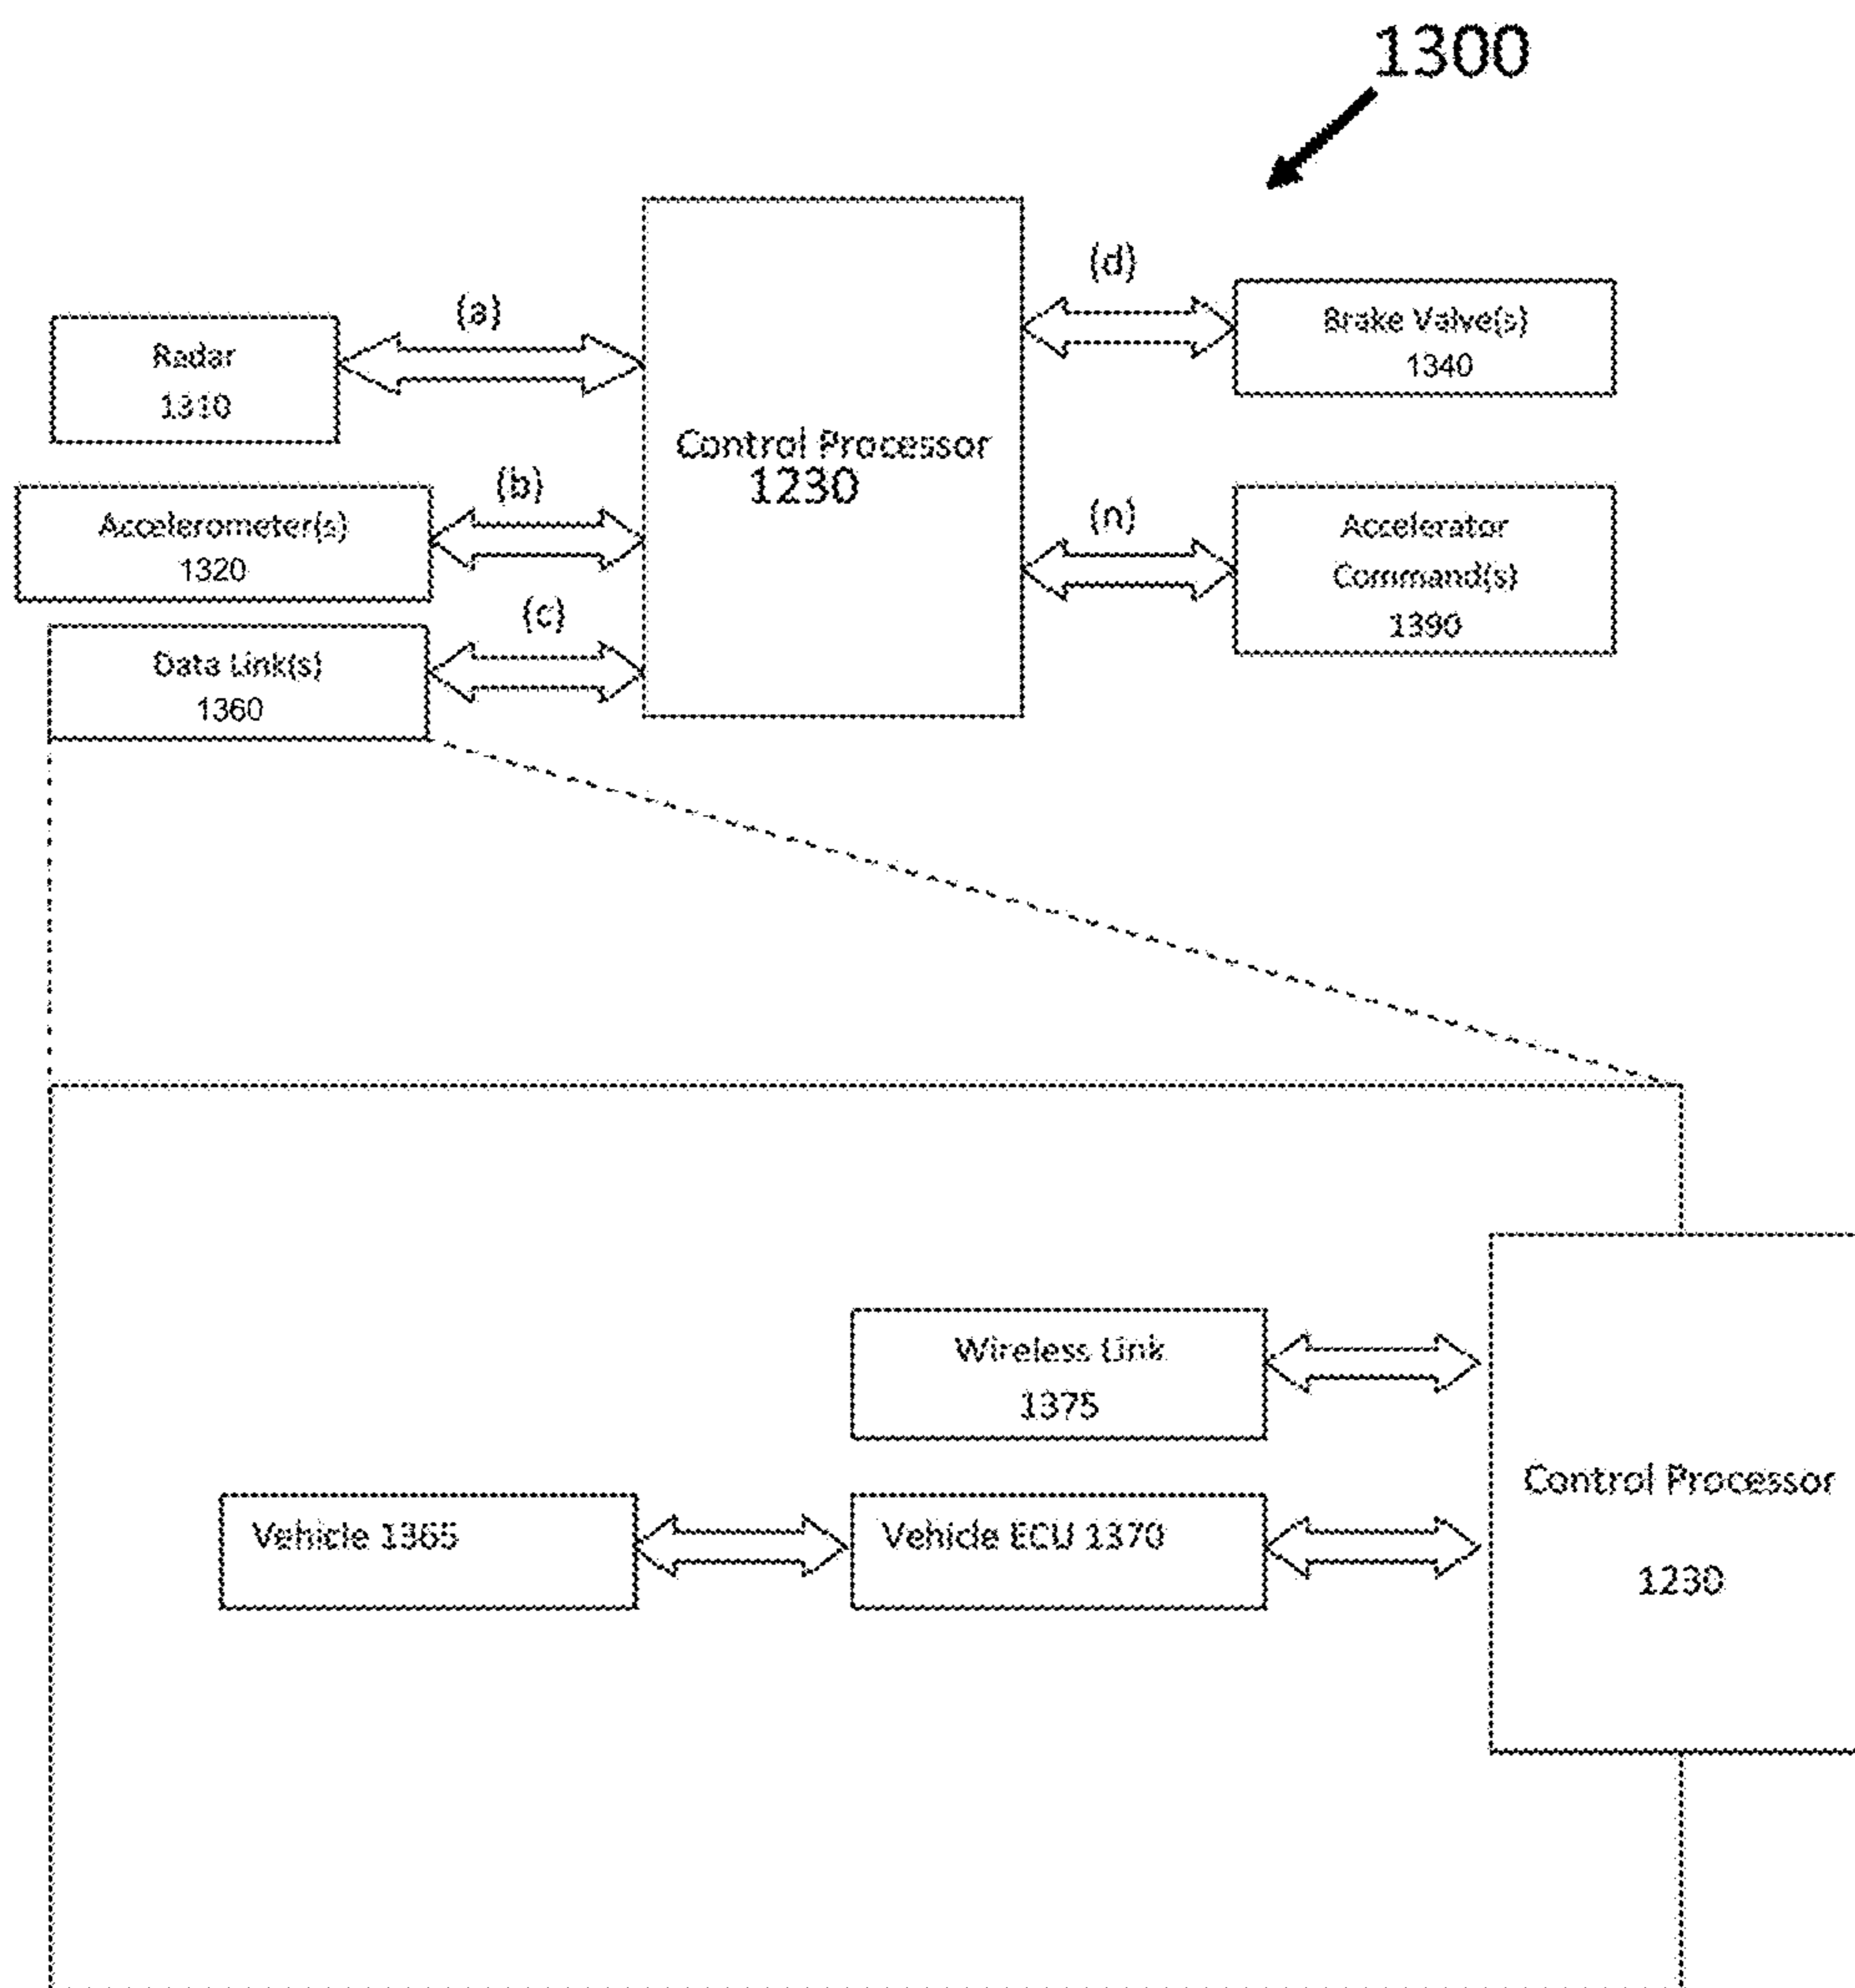 1300
(a)
Radar
1310
(b)
Accelerometer(s)
1320
(c)
Data Link(s)
1360
Control Processor
1230
(d)
Brake Valve(s)
1340
(n)
Accelerator
Command(s)
1390
Wireless Link
1375
Vehicle 1365
Vehicle ECU 1370
Control Processor
1230